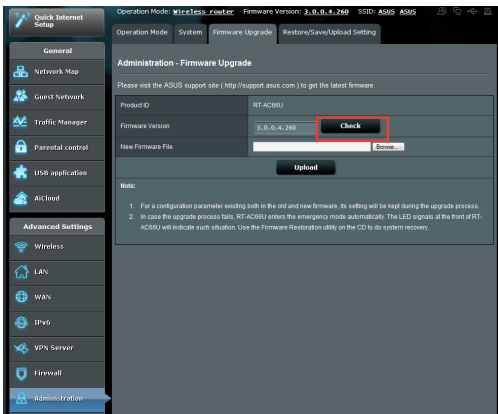 Quick Internet
Setup
Operation Mode: Wireless router Firmware Version: 3.0.0.4.260 SSID: ASUS ASUS
Operation Mode System Firmware Upgrade Restore/Save/Upload Setting
General
Network Map
Guest Network
Traffic Manager
Parental control
USB application
AiCloud
Advanced Settings
Wireless
LAN
WAN
IPv6
VPN Server
Firewall
Administration
Administration - Firmware Upgrade
Please visit the ASUS support site ( http://support.asus.com ) to get the latest firmware.
Product ID RT-AC66U
Firmware Version 3.0.0.4.260 Check
New Firmware File Browse...
Upload
Note:
1. For a configuration parameter existing both in the old and new firmware, its setting will be kept during the upgrade process.
2. In case the upgrade process fails, RT-AC66U enters the emergency mode automatically. The LED signals at the front of RT-
AC66U will indicate such situation. Use the Firmware Restoration utility on the CD to do system recovery.